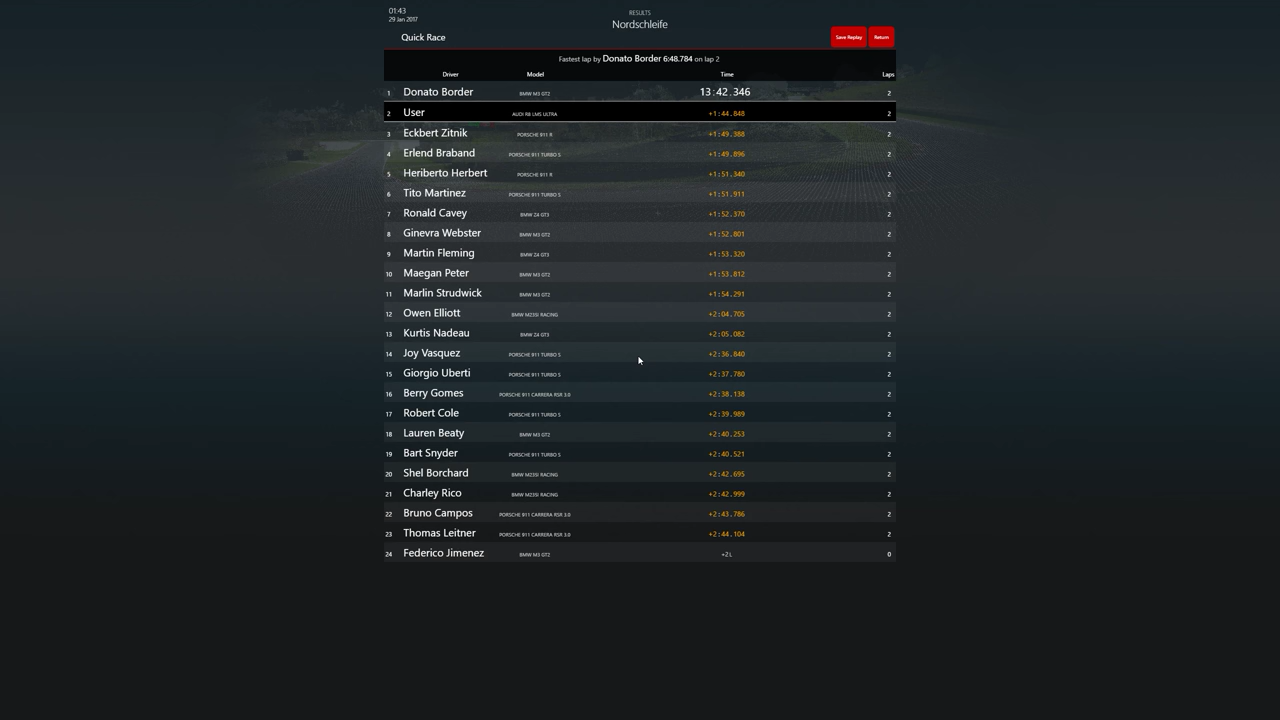 01:43
29 Jan 2017
RESULTS
Nordschleife
Quick Race
Save Replay Return
Fastest lap by Donato Border 6:48.784 on lap 2
Driver Model Time Laps
1 Donato Border BMW M3 GT2 13:42.346 2
2 User AUDI R8 LMS ULTRA +1:44.848 2
3 Eckbert Zitnik PORSCHE 911 R +1:49.388 2
4 Erlend Braband PORSCHE 911 TURBO S +1:49.896 2
5 Heriberto Herbert PORSCHE 911 R +1:51.340 2
6 Tito Martinez PORSCHE 911 TURBO S +1:51.911 2
7 Ronald Cavey BMW Z4 GT3 +1:52.370 2
8 Ginevra Webster BMW M3 GT2 +1:52.801 2
9 Martin Fleming BMW Z4 GT3 +1:53.320 2
10 Maegan Peter BMW M3 GT2 +1:53.812 2
11 Marlin Strudwick BMW M3 GT2 +1:54.291 2
12 Owen Elliott BMW M235I RACING +2:04.705 2
13 Kurtis Nadeau BMW Z4 GT3 +2:05.082 2
14 Joy Vasquez PORSCHE 911 TURBO S +2:36.840 2
15 Giorgio Uberti PORSCHE 911 TURBO S +2:37.780 2
16 Berry Gomes PORSCHE 911 CARRERA RSR 3.0 +2:38.138 2
17 Robert Cole PORSCHE 911 TURBO S +2:39.989 2
18 Lauren Beaty BMW M3 GT2 +2:40.253 2
19 Bart Snyder PORSCHE 911 TURBO S +2:40.521 2
20 Shel Borchard BMW M235I RACING +2:42.695 2
21 Charley Rico BMW M235I RACING +2:42.999 2
22 Bruno Campos PORSCHE 911 CARRERA RSR 3.0 +2:43.786 2
23 Thomas Leitner PORSCHE 911 CARRERA RSR 3.0 +2:44.104 2
24 Federico Jimenez BMW M3 GT2 +2L 0